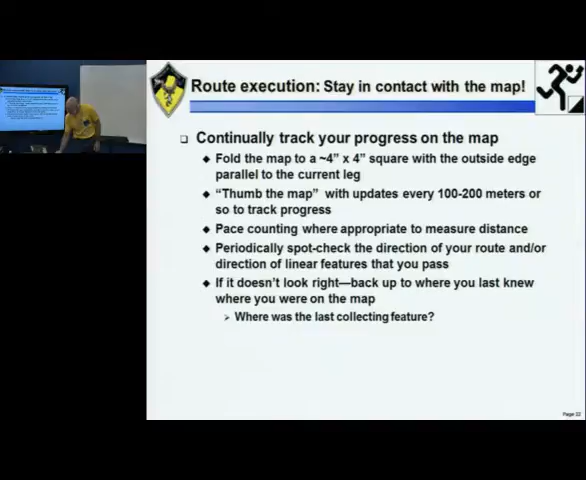 Route execution: Stay in contact with the map!
Continually track your progress on the map
Fold the map to a ~4" x 4" square with the outside edge
parallel to the current leg
"Thumb the map" with updates every 100-200 meters or
so to track progress
Pace counting where appropriate to measure distance
Periodically spot-check the direction of your route and/or
direction of linear features that you pass
If it doesn't look right—back up to where you last knew
where you were on the map
Where was the last collecting feature?
Page 22